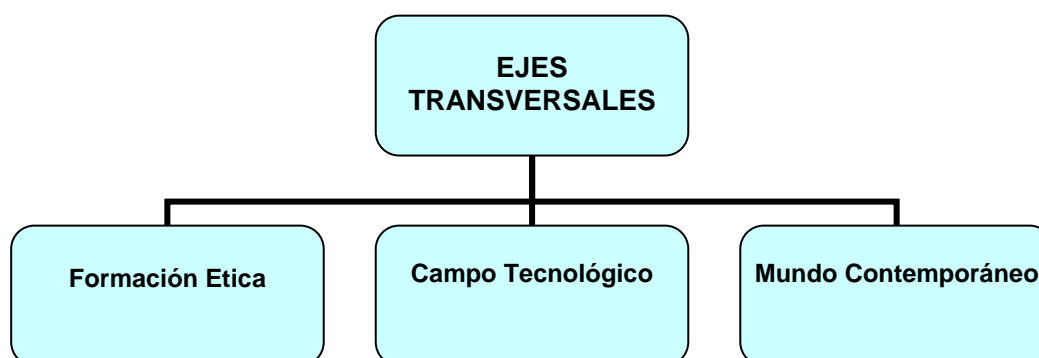 EJES
TRANSVERSALES
Formación Etica
Campo Tecnológico
Mundo Contemporáneo